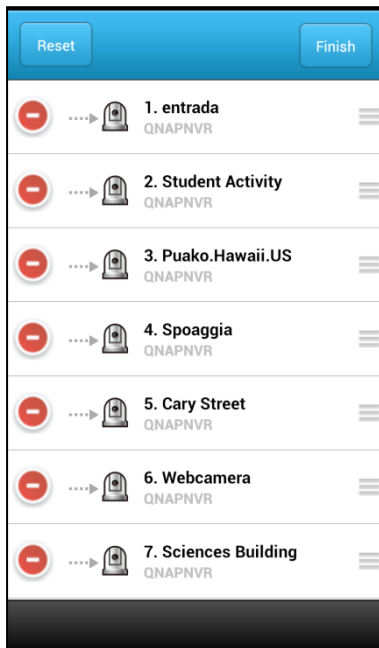 Reset
Finish
1. entrada
QNAPNVR
2. Student Activity
QNAPNVR
3. Puako.Hawaii.US
QNAPNVR
4. Spoaggia
QNAPNVR
5. Cary Street
QNAPNVR
6. Webcamera
QNAPNVR
7. Sciences Building
QNAPNVR